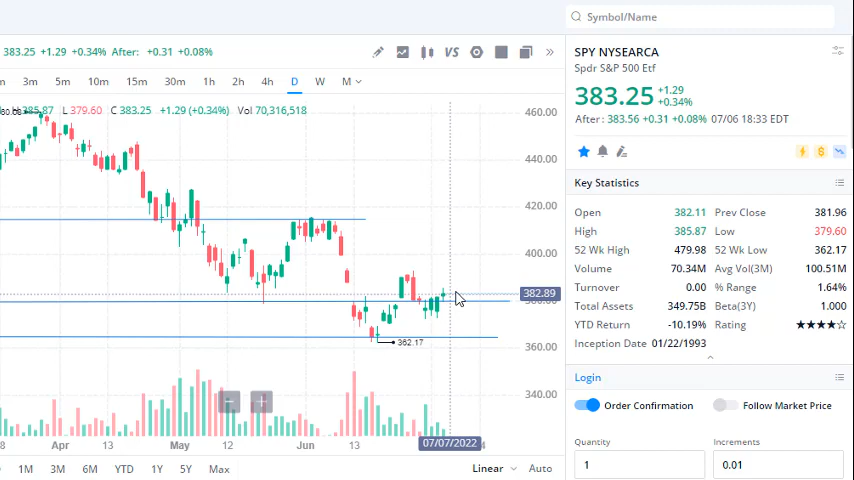 Symbol/Name
383.25 +1.29 +0.34% After: +0.31 +0.08%
VS
3m 5m 10m 15m 30m 1h 2h 4h D W M
H 385.87 L 379.60 C 383.25 +1.29 (+0.34%) Vol 70,316,518
460.00
440.00
420.00
400.00
382.89
360.00
362.17
340.00
Apr 13 May 12 Jun 13 07/07/2022
1M 3M 6M YTD 1Y 5Y Max Linear Auto
SPY NYSEARCA
Spdr S&P 500 Etf
383.25 +1.29
+0.34%
After : 383.56 +0.31 +0.08% 07/06 18:33 EDT
Key Statistics
Open 382.11 Prev Close 381.96
High 385.87 Low 379.60
52 Wk High 479.98 52 Wk Low 362.17
Volume 70.34M Avg Vol(3M) 100.51M
Turnover 0.00 % Range 1.64%
Total Assets 349.75B Beta(3Y) 1.000
YTD Return -10.19% Rating ★★★★☆
Inception Date 01/22/1993
Login
Order Confirmation Follow Market Price
Quantity Increments
1 0.01